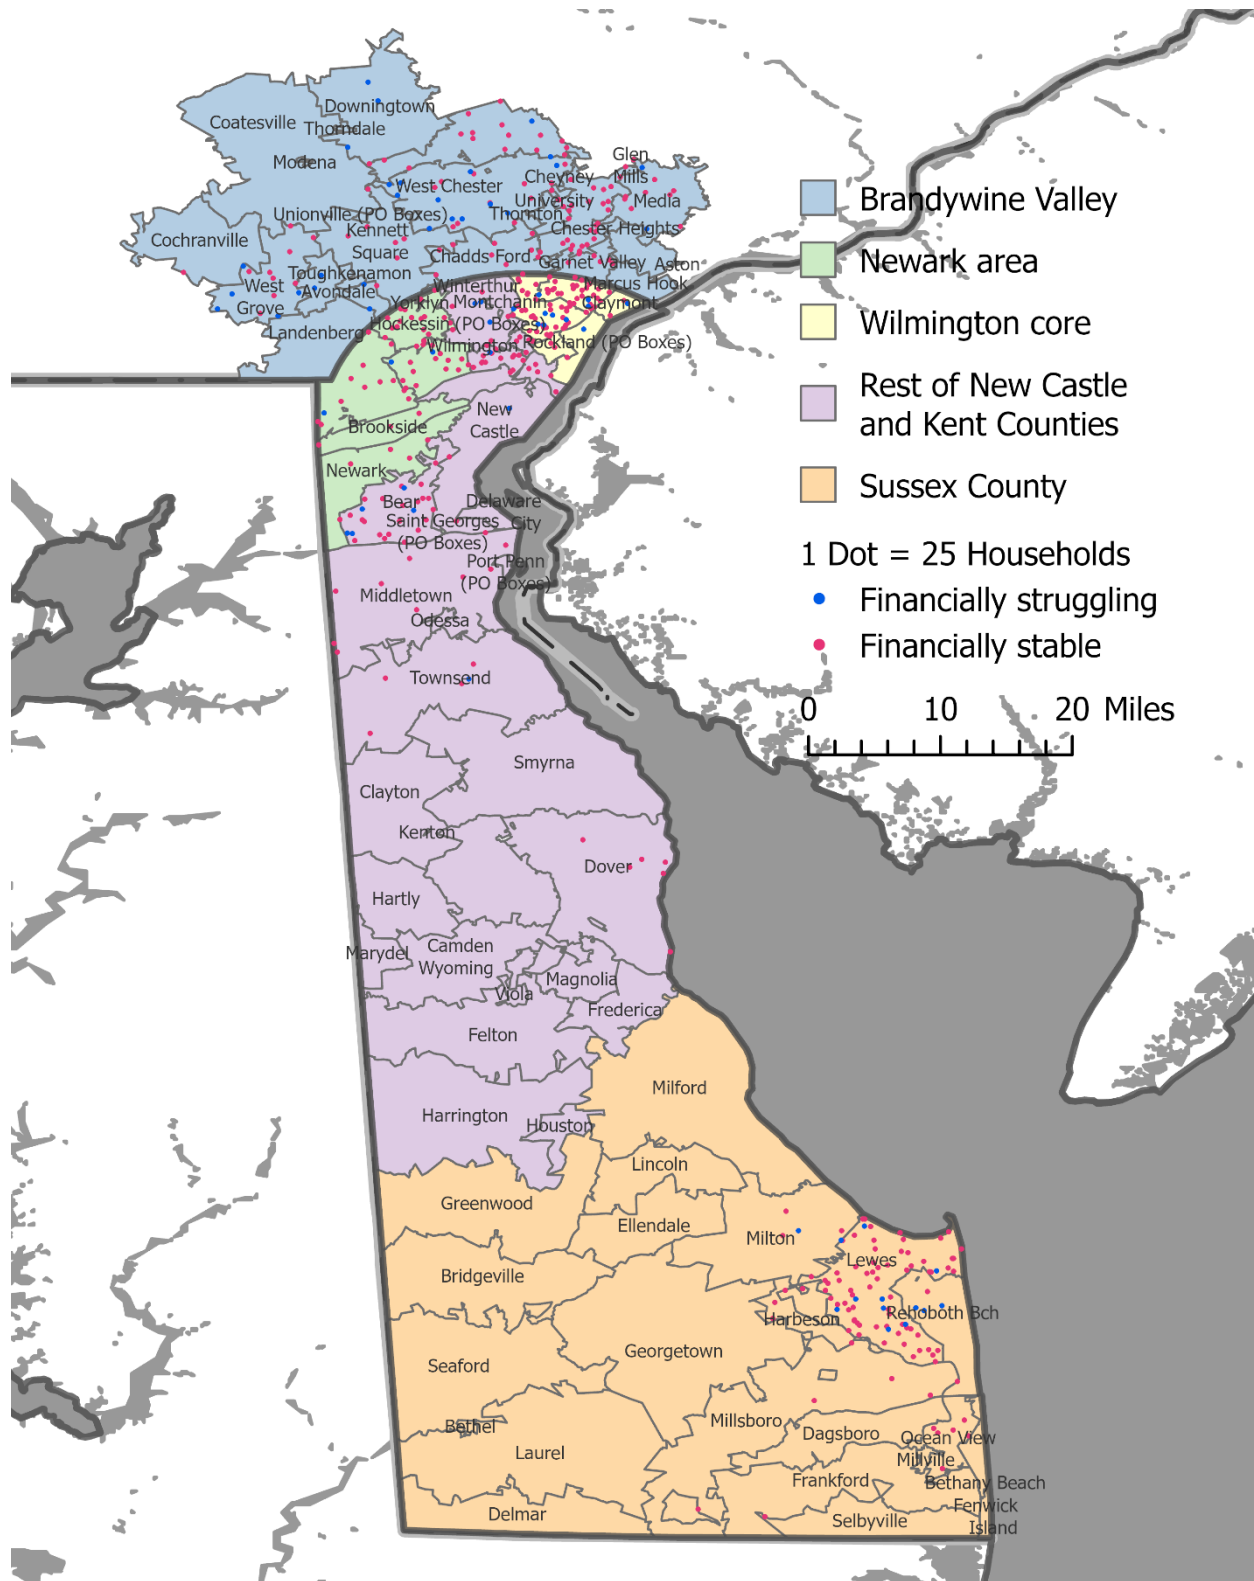 Downingtown
Coatesville
Thorndale
Modena
Glen
Mills
Cheyney
University
West Chester
Media
Unionville (PO Boxes)
Thornton
Kennett
Square
Chester Heights
Cochranville
Chadds Ford
Garnet Valley
Aston
Toughkenamon
West
Grove
Avondale
Winterthur
Marcus Hook
Yorklyn
Montchanin
(PO Boxes)
Claymont
Landenberg
Hockessin
Wilmington
Rockland (PO Boxes)
New
Castle
Brookside
Newark
Bear
Delaware
City
Saint Georges
(PO Boxes)
Port Penn
(PO Boxes)
Middletown
Odessa
Townsend
Smyrna
Clayton
Kenton
Dover
Hartly
Marydel
Camden
Wyoming
Magnolia
Viola
Frederica
Felton
Milford
Harrington
Houston
Lincoln
Greenwood
Ellendale
Milton
Lewes
Bridgeville
Rehoboth Bch
Harbeson
Georgetown
Seaford
Millsboro
Bethel
Dagsboro
Ocean View
Laurel
Millville
Frankford
Bethany Beach
Fenwick
Island
Delmar
Selbyville
Brandywine Valley
Newark area
Wilmington core
Rest of New Castle
and Kent Counties
Sussex County
1 Dot = 25 Households
Financially struggling
Financially stable
0 10 20 Miles